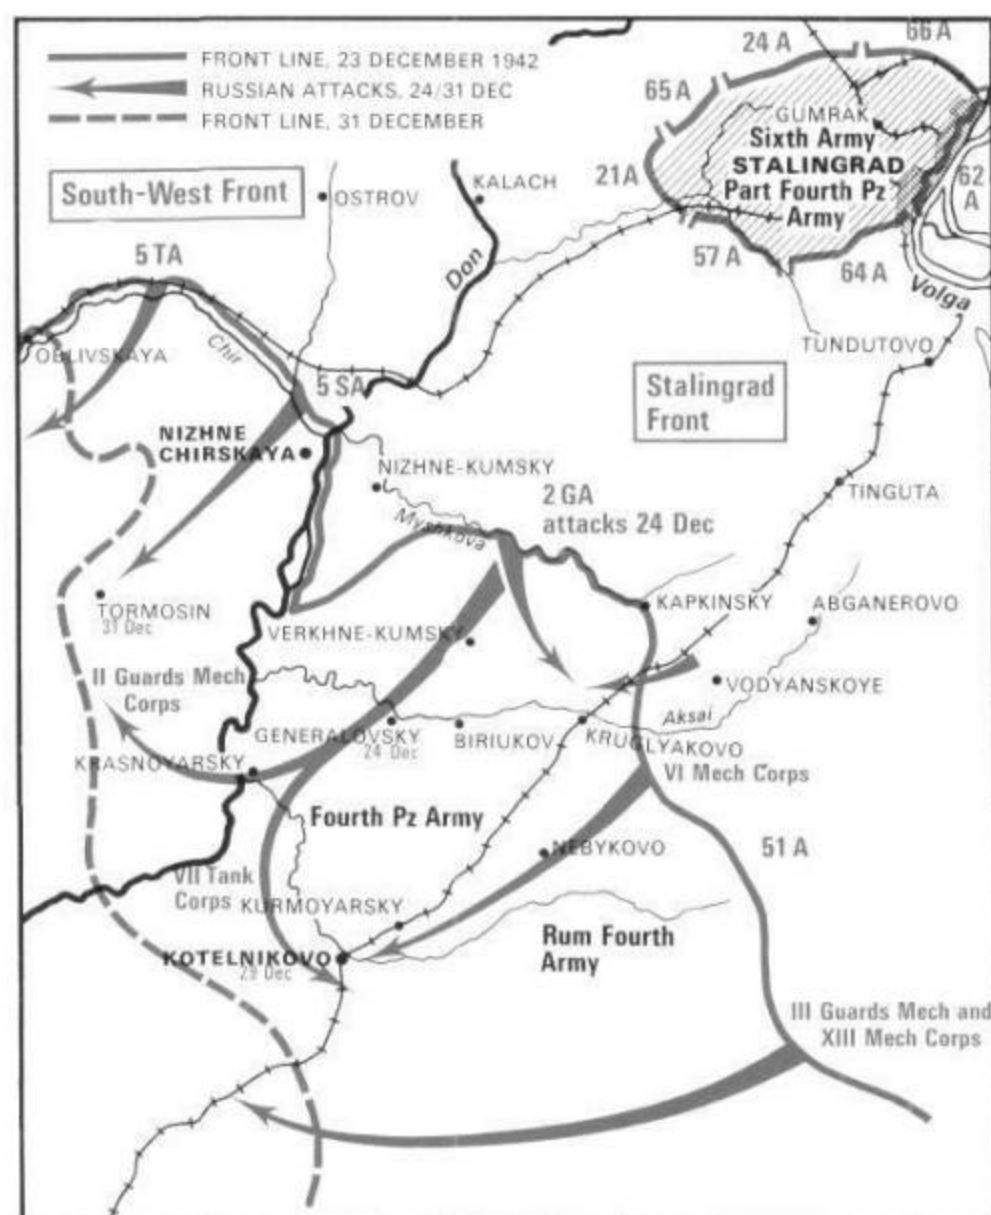 FRONT LINE, 23 DECEMBER 1942
RUSSIAN ATTACKS, 24/31 DEC
FRONT LINE, 31 DECEMBER
24 A
66 A
65 A
GUMRAK
Sixth Army
STALINGRAD
Part Fourth Pz
Army
62
A
21 A
57 A
64 A
Volga
South-West Front
OSTROV
KALACH
Don
5 TA
OBLIVSKAYA
Chir
5 SA
TUNDUTOVO
Stalingrad
Front
NIZHNE
CHIRSKAYA
NIZHNE-KUMSKY
Myshkova
2 GA
attacks 24 Dec
TINGUTA
TORMOSIN
31 Dec
VERKHNE-KUMSKY
KAPKINSKY
ABGANEROVO
II Guards Mech
Corps
VODYANSKOYE
GENERALOVSKY
24 Dec
BIRIUKOV
KRUGLYAKOVO
Aksai
KRASNOYARSKY
VI Mech Corps
Fourth Pz Army
NEBYKOVO
51 A
VII Tank
Corps
KURMOYARSKY
Rum Fourth
Army
KOTELNIKOVO
29 Dec
III Guards Mech and
XIII Mech Corps